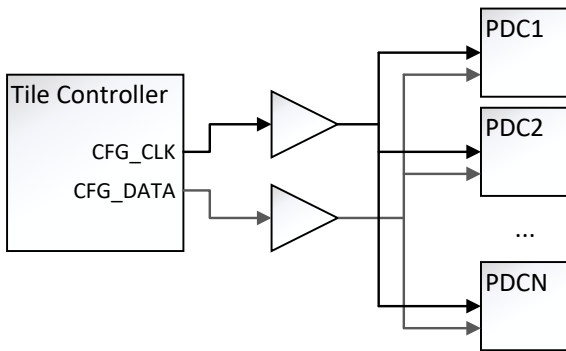 PDC1
Tile Controller
PDC2
CFG_CLK
CFG_DATA
...
PDCN